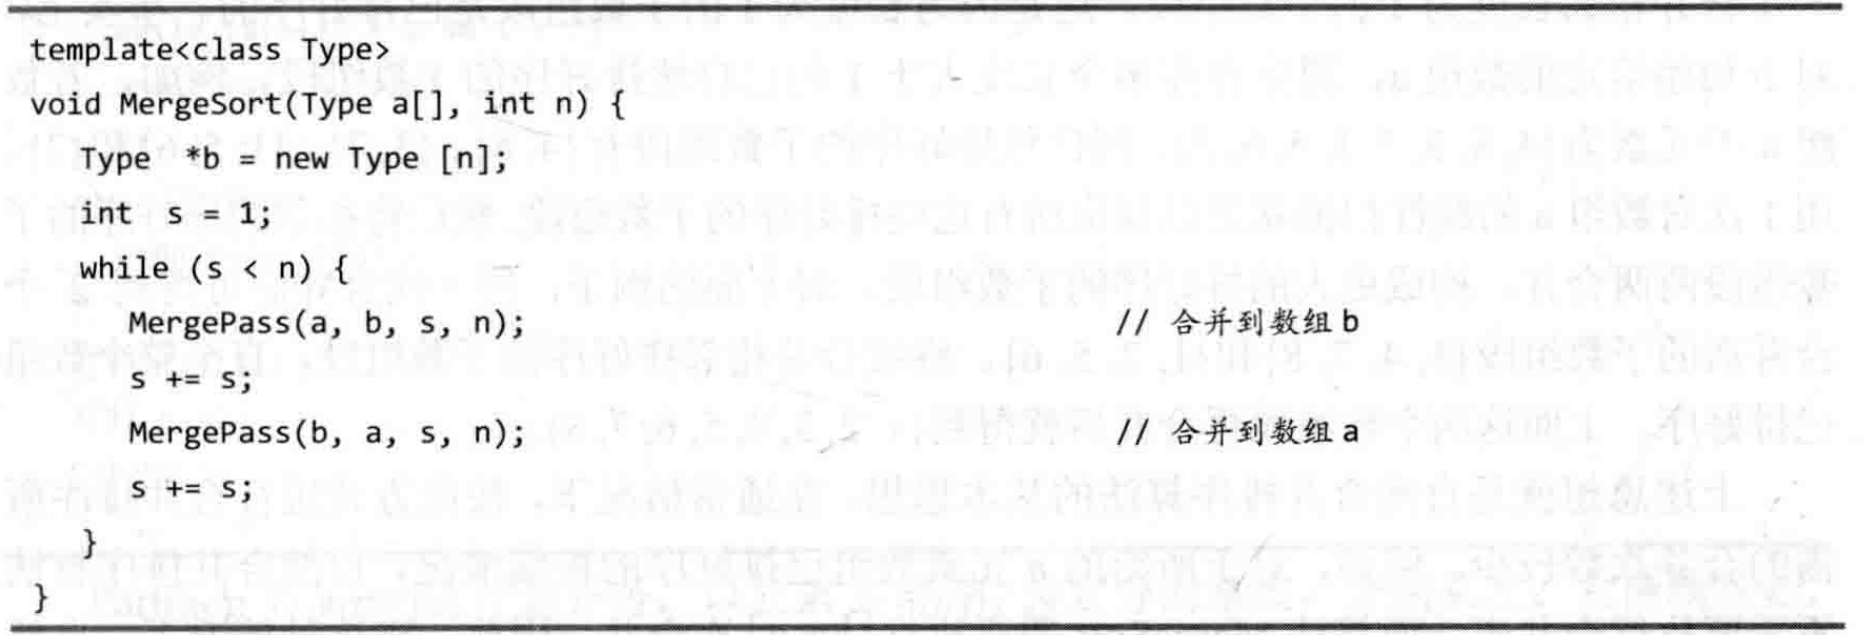 template<class Type>
void MergeSort(Type a[], int n) {
Type *b = new Type [n];
int s = 1;
while (s < n) {
MergePass(a, b, s, n); // 合并到数组 b
s += s;
MergePass(b, a, s, n); // 合并到数组 a
s += s;
}
}